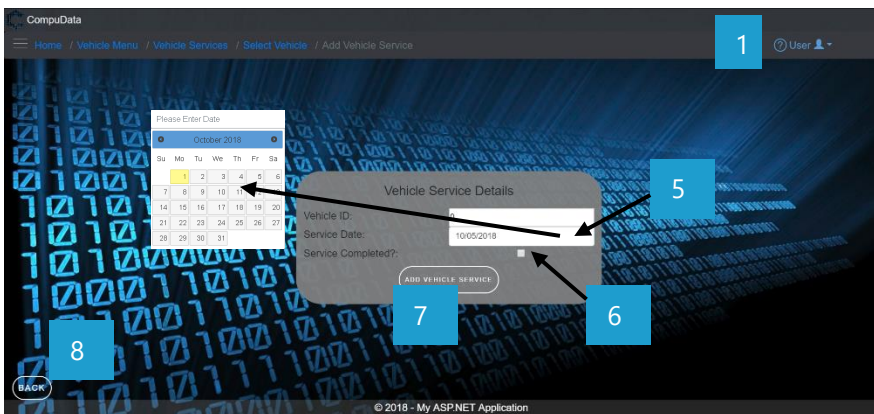 CompuData
Home / Vehicle Menu / Vehicle Services / Select Vehicle / Add Vehicle Service
1
User
Please Enter Date
October 2018
Su Mo Tu We Th Fr Sa
1 2 3 4 5 6
7 8 9 10 11
14 15 16 17 18 19 20
21 22 23 24 25 26 27
28 29 30 31
Vehicle Service Details
Vehicle ID: 0
Service Date: 10/05/2018
Service Completed?:
ADD VEHICLE SERVICE
5
6
7
8
BACK
© 2018 - My ASP.NET Application